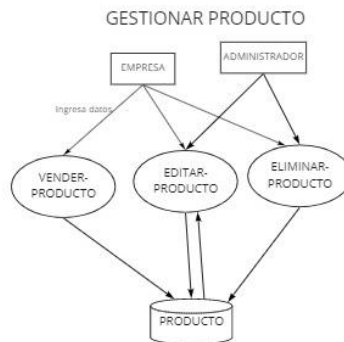 GESTIONAR PRODUCTO
EMPRESA
ADMINISTRADOR
Ingresa datos
VENDER-
PRODUCTO
EDITAR-
PRODUCTO
ELIMINAR-
PRODUCTO
PRODUCTO